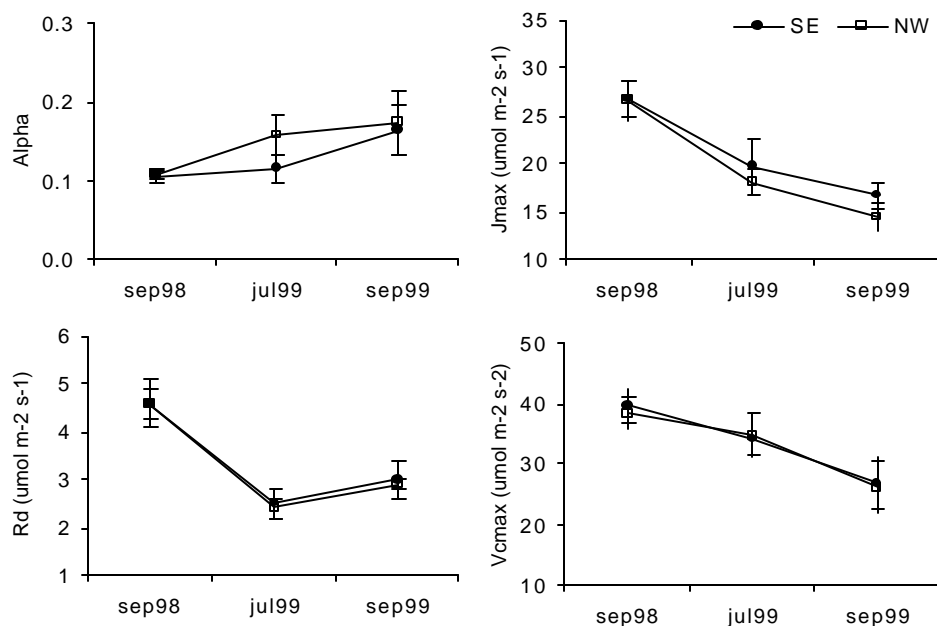 0.3
0.2
0.1
0.0
Alpha
sep98 jul99 sep99
SE NW
35
30
25
20
15
10
Jmax (umol m-2 s-1)
sep98 jul99 sep99
6
5
4
3
2
1
Rd (umol m-2 s-1)
sep98 jul99 sep99
50
40
30
20
10
Vcmax (umol m-2 s-2)
sep98 jul99 sep99